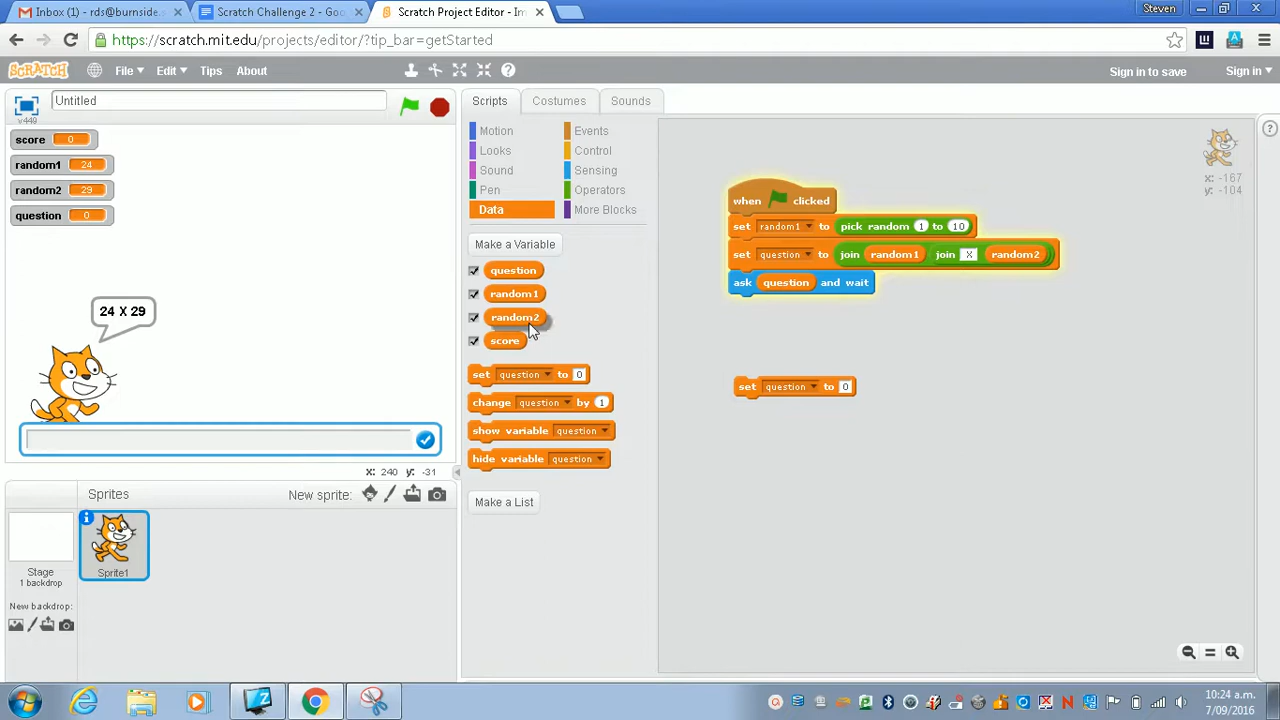 Inbox (1) - rds@burnside.
Scratch Challenge 2 - Goo
Scratch Project Editor - Im
Steven
https://scratch.mit.edu/projects/editor/?tip_bar=getStarted
SCRATCH
File
Edit
Tips
About
Sign in to save
Sign in
Untitled
v449
score 0
random1 24
random2 29
question 0
24 X 29
x: 240 y: -31
Scripts
Costumes
Sounds
Motion
Events
Looks
Control
Sound
Sensing
Pen
Operators
Data
More Blocks
Make a Variable
question
random1
random2
score
set question to 0
change question by 1
show variable question
hide variable question
Make a List
when clicked
set random1 to pick random 1 to 10
set question to join random1 join X random2
ask question and wait
set question to 0
x: -167
y: -104
Sprites
New sprite:
Stage
1 backdrop
New backdrop:
Sprite1
10:24 a.m.
7/09/2016